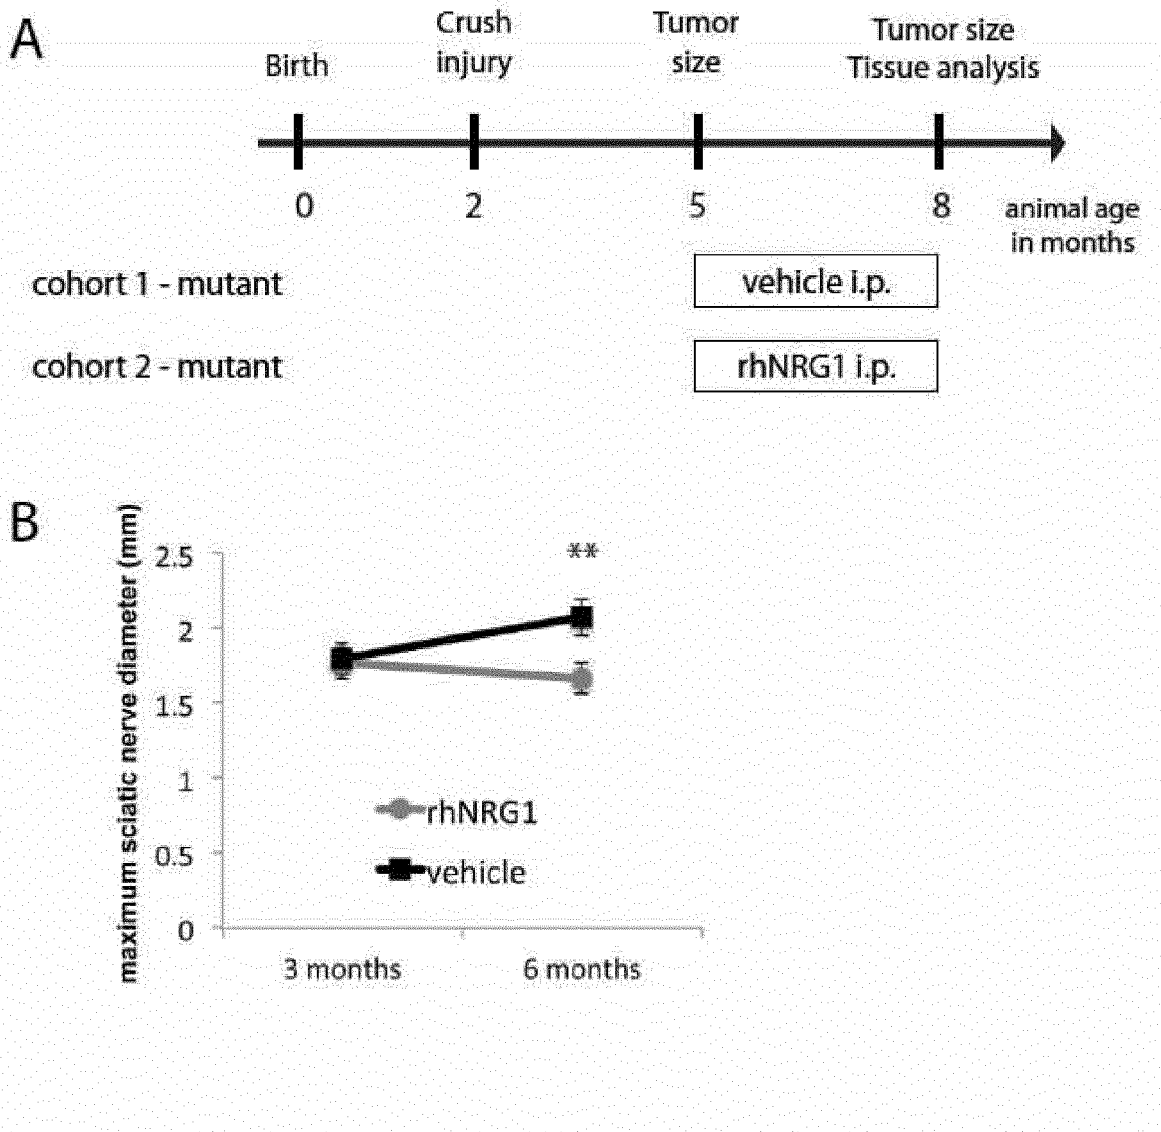 A
Birth
Crush
injury
Tumor
size
Tumor size
Tissue analysis
0
2
5
8
animal age
in months
cohort 1 - mutant
vehicle i.p.
cohort 2 - mutant
rhNRG1 i.p.
B
maximum sciatic nerve diameter (mm)
2.5
2
1.5
1
0.5
0
**
rhNRG1
vehicle
3 months
6 months